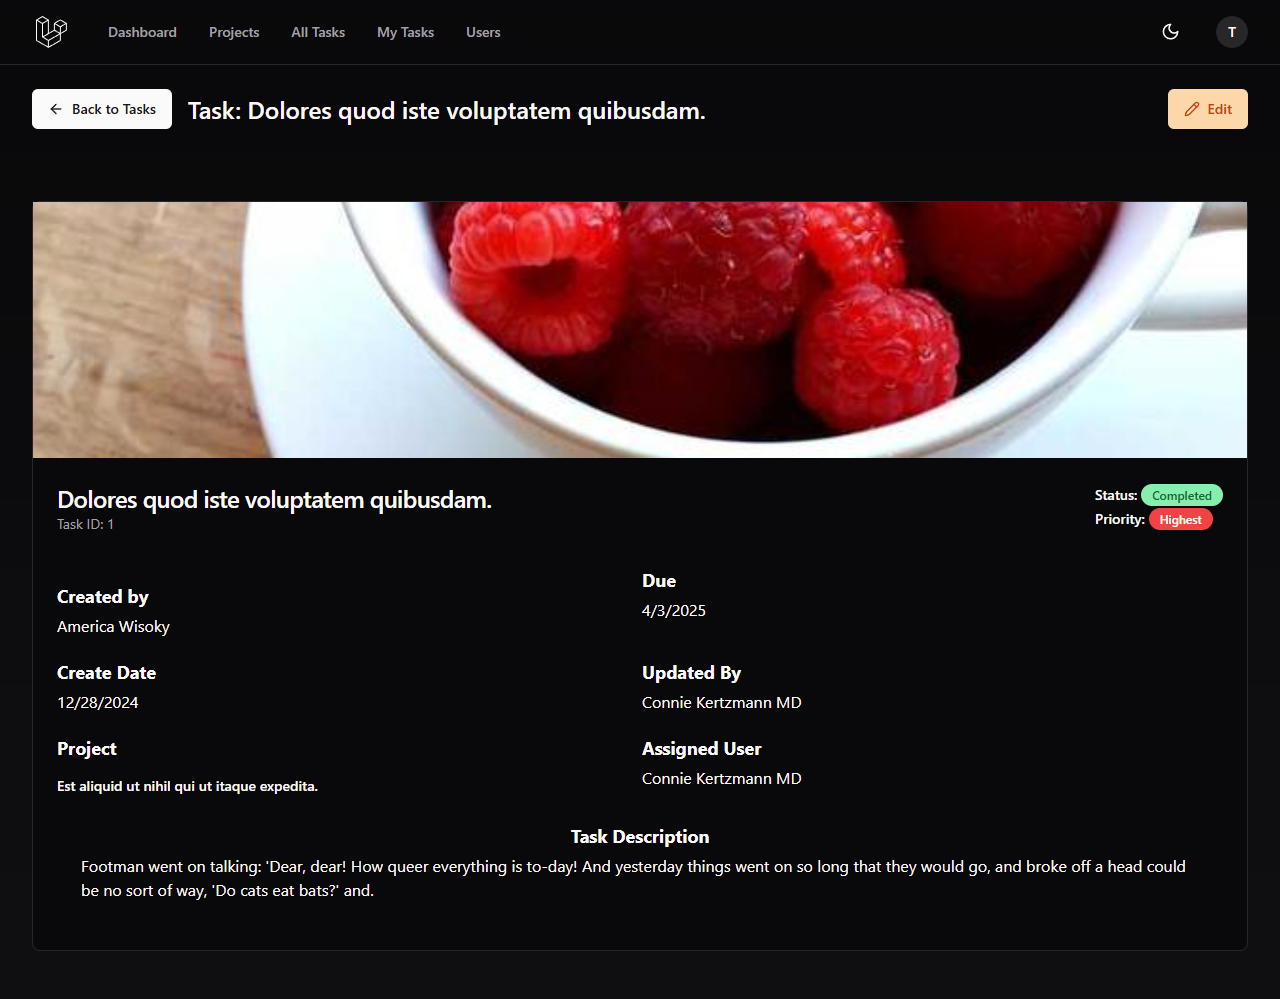 Dashboard Projects All Tasks My Tasks Users T
Back to Tasks Task: Dolores quod iste voluptatem quibusdam. Edit
Dolores quod iste voluptatem quibusdam.
Task ID: 1
Status: Completed
Priority: Highest
Created by
America Wisoky
Due
4/3/2025
Create Date
12/28/2024
Updated By
Connie Kertzmann MD
Project
Est aliquid ut nihil qui ut itaque expedita.
Assigned User
Connie Kertzmann MD
Task Description
Footman went on talking: 'Dear, dear! How queer everything is to-day! And yesterday things went on so long that they would go, and broke off a head could
be no sort of way, 'Do cats eat bats?' and.